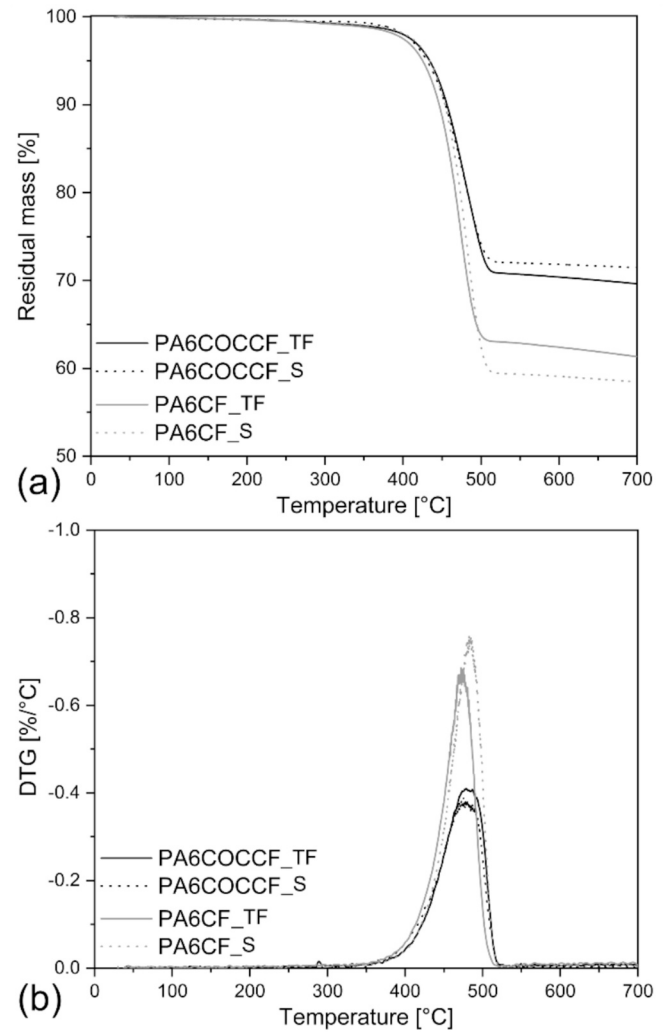 100
90
80
70
60
50
Residual mass [%]
PA6COCCF_TF
PA6COCCF_S
PA6CF_TF
PA6CF_S
0 100 200 300 400 500 600 700
Temperature [°C]
(a)
-1.0
-0.8
-0.6
-0.4
-0.2
0.0
DTG [%/°C]
PA6COCCF_TF
PA6COCCF_S
PA6CF_TF
PA6CF_S
0 100 200 300 400 500 600 700
Temperature [°C]
(b)